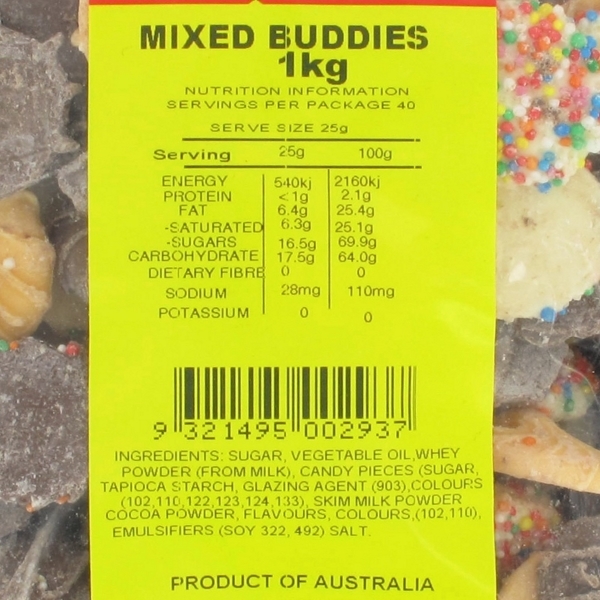 MIXED BUDDIES
1kg
NUTRITION INFORMATION
SERVINGS PER PACKAGE 40
SERVE SIZE 25g
Serving 25g 100g
ENERGY 540kj 2160kj
PROTEIN <1g 2.1g
FAT 6.4g 25.4g
-SATURATED 6.3g 25.1g
-SUGARS 16.5g 69.9g
CARBOHYDRATE 17.5g 64.0g
DIETARY FIBRE 0 0
SODIUM 28mg 110mg
POTASSIUM 0 0
9 321495 002937
INGREDIENTS: SUGAR, VEGETABLE OIL,WHEY
POWDER (FROM MILK), CANDY PIECES (SUGAR,
TAPIOCA STARCH, GLAZING AGENT (903),COLOURS
(102,110,122,123,124,133), SKIM MILK POWDER
COCOA POWDER, FLAVOURS, COLOURS,(102,110),
EMULSIFIERS (SOY 322, 492) SALT.
PRODUCT OF AUSTRALIA